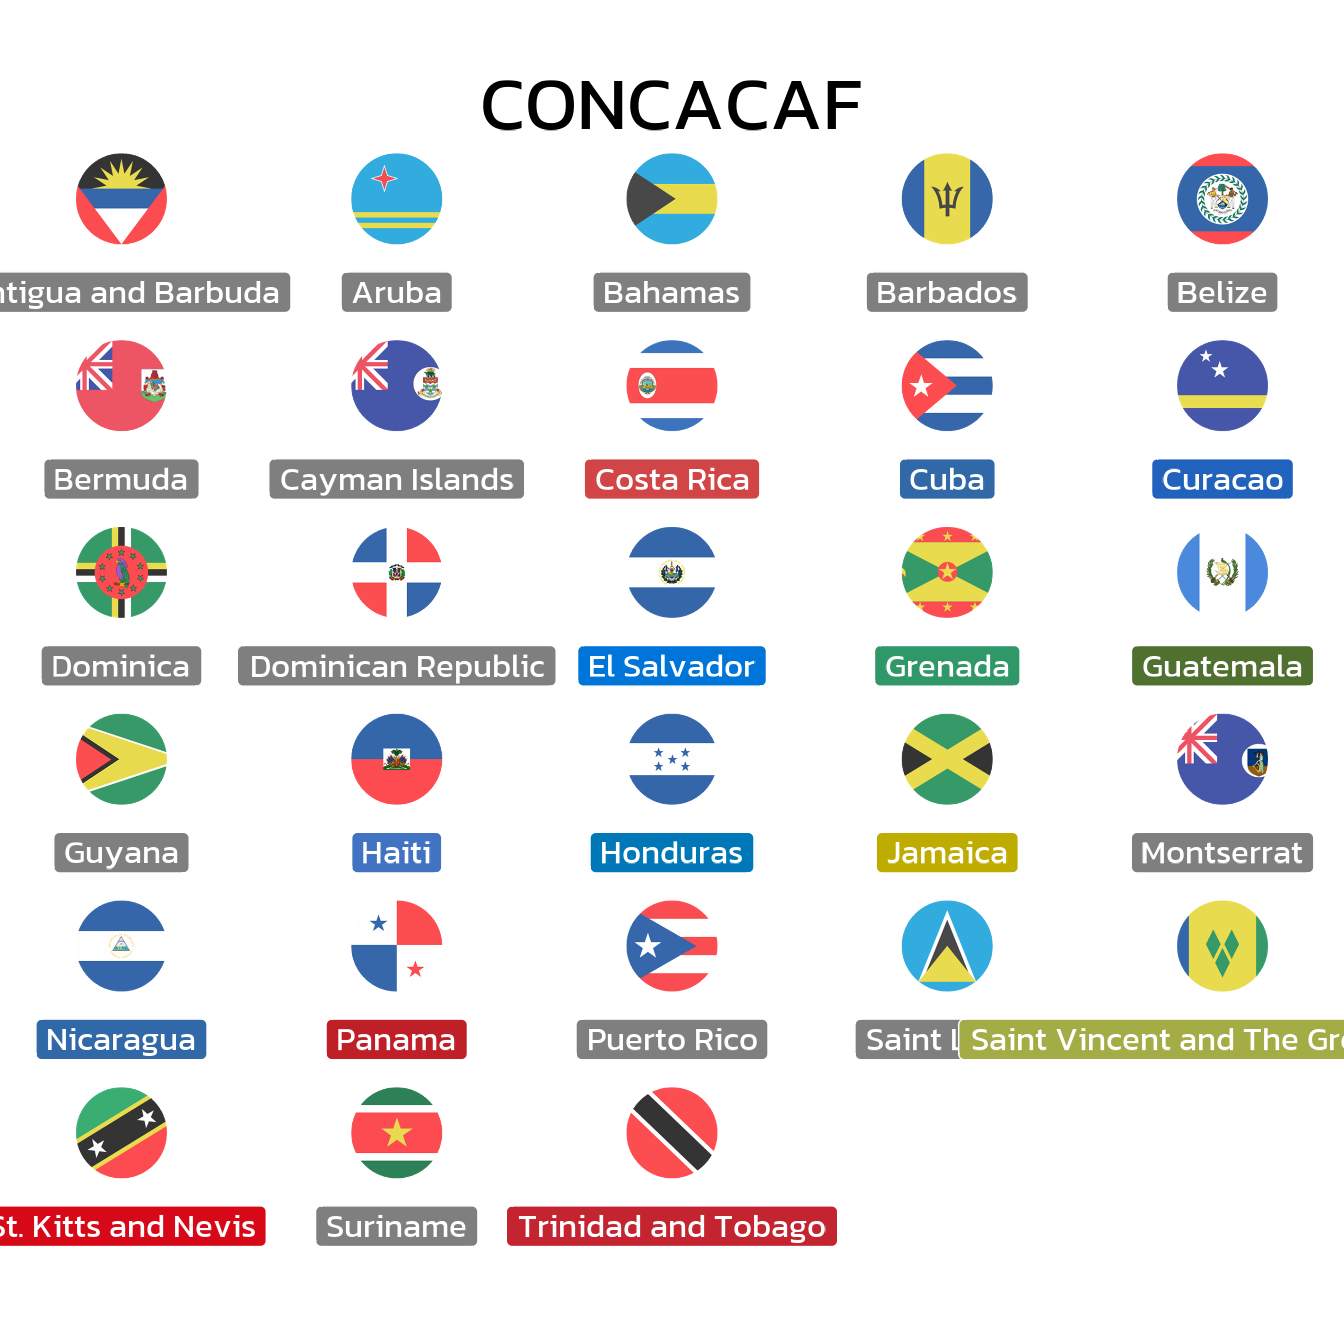 CONCACAF
ntigua and Barbuda
Aruba
Bahamas
Barbados
Belize
Bermuda
Cayman Islands
Costa Rica
Cuba
Curacao
Dominica
Dominican Republic
El Salvador
Grenada
Guatemala
Guyana
Haiti
Honduras
Jamaica
Montserrat
Nicaragua
Panama
Puerto Rico
Saint L
Saint Vincent and The Gr
St. Kitts and Nevis
Suriname
Trinidad and Tobago